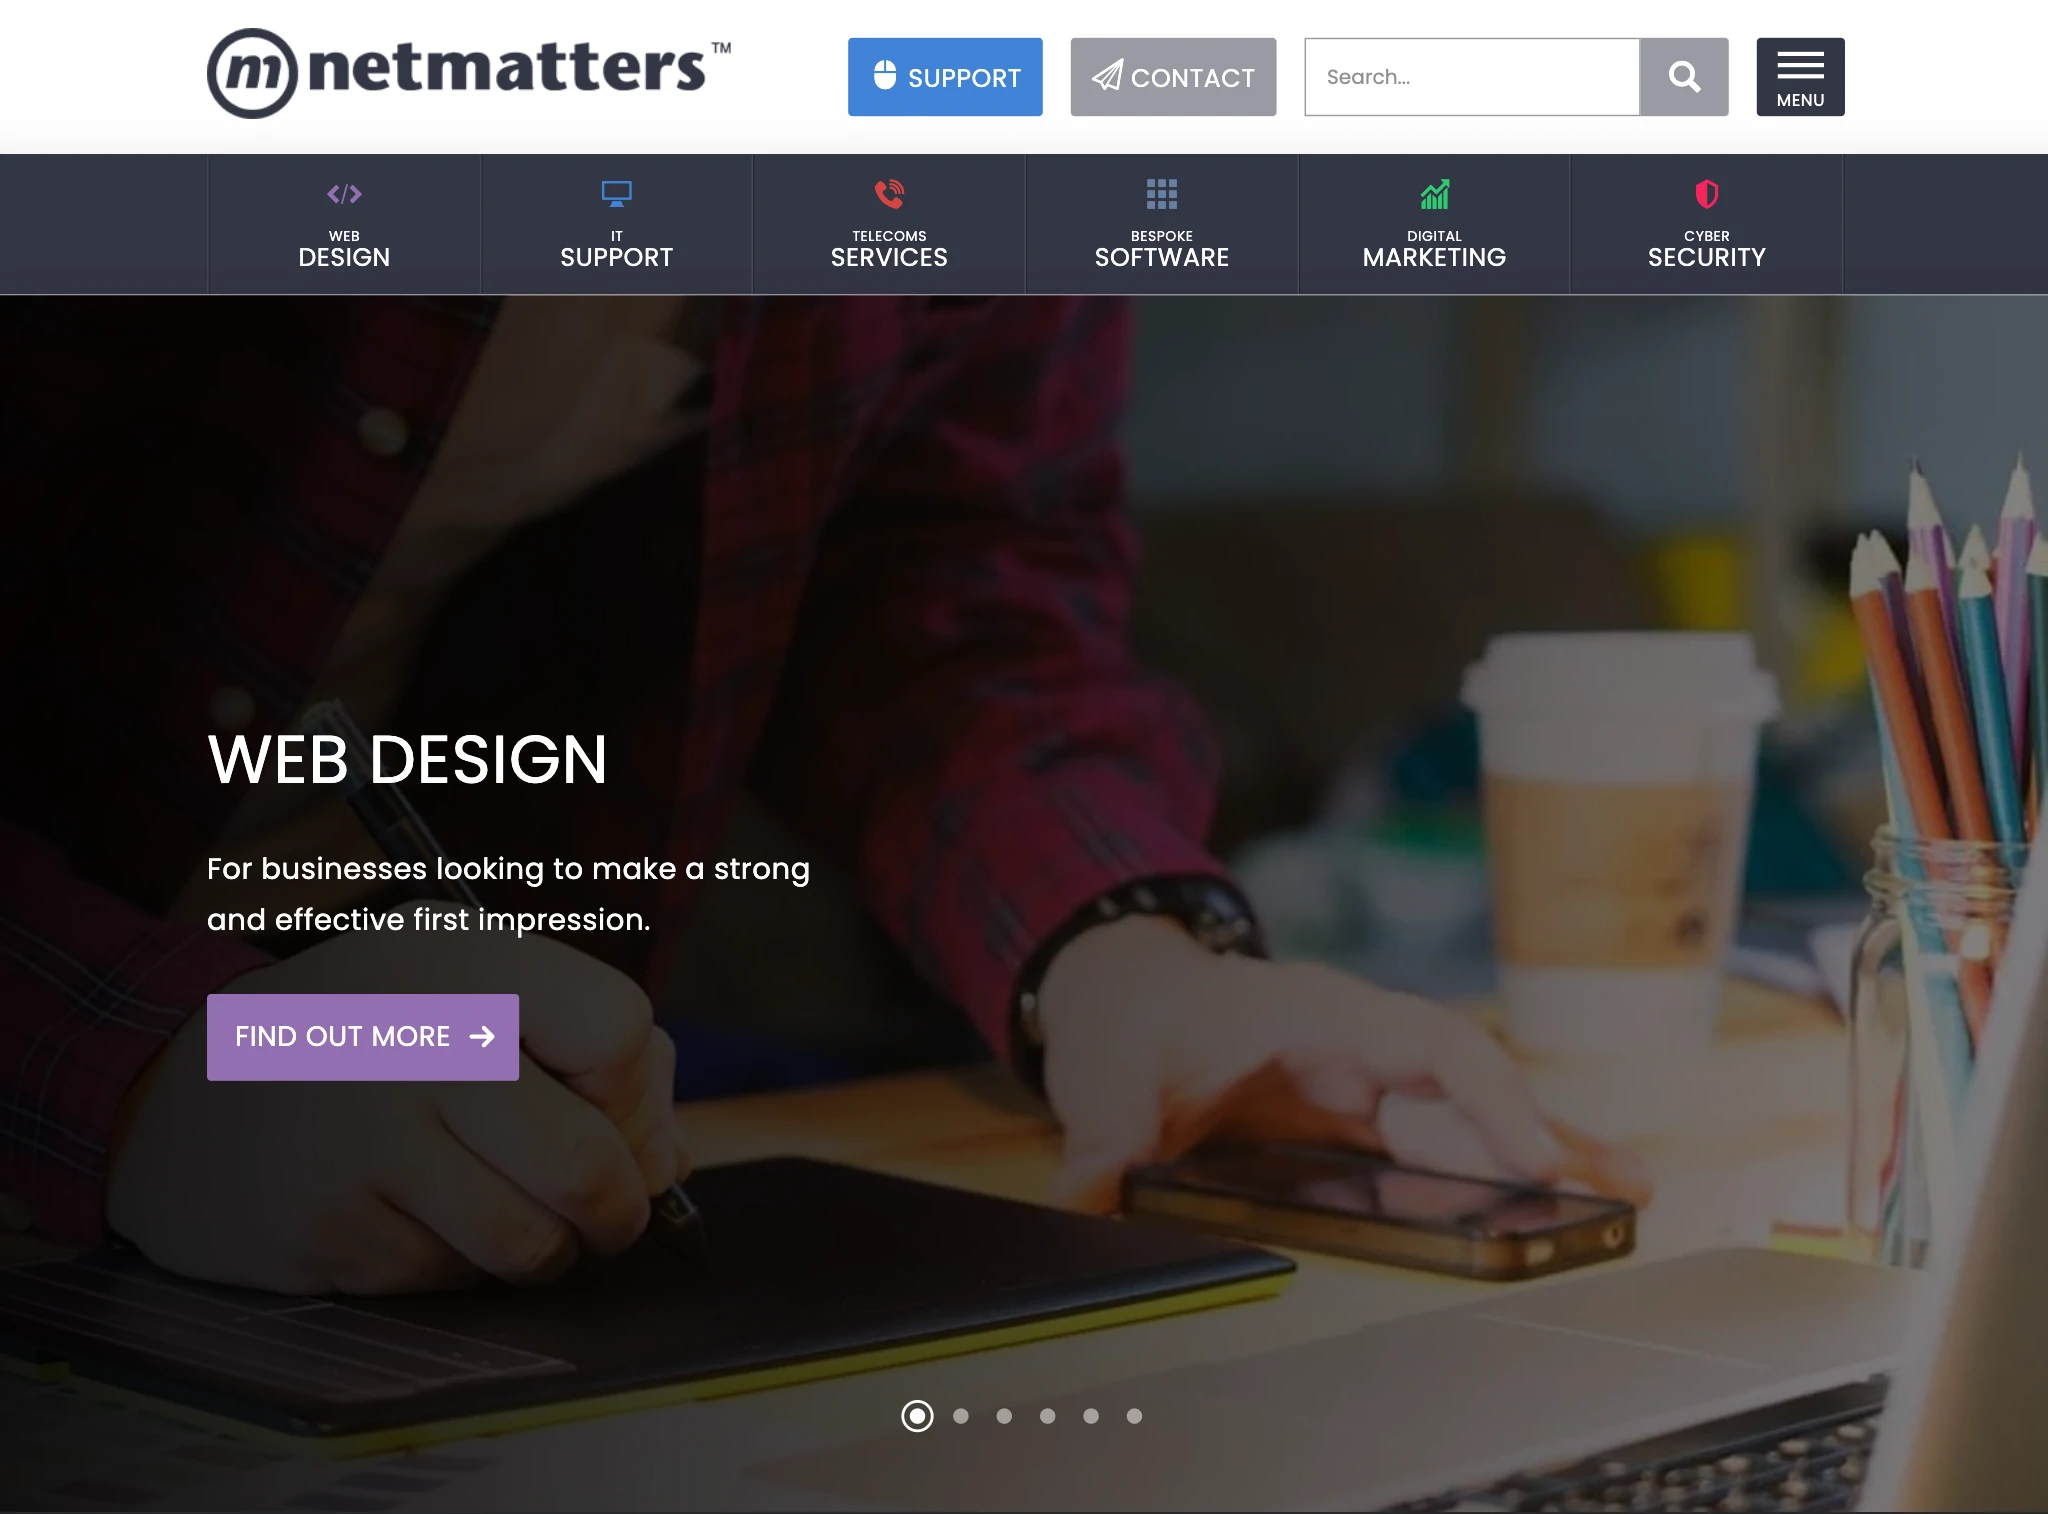 netmatters™
SUPPORT
CONTACT
Search...
MENU
WEB
DESIGN
IT
SUPPORT
TELECOMS
SERVICES
BESPOKE
SOFTWARE
DIGITAL
MARKETING
CYBER
SECURITY
WEB DESIGN
For businesses looking to make a strong
and effective first impression.
FIND OUT MORE